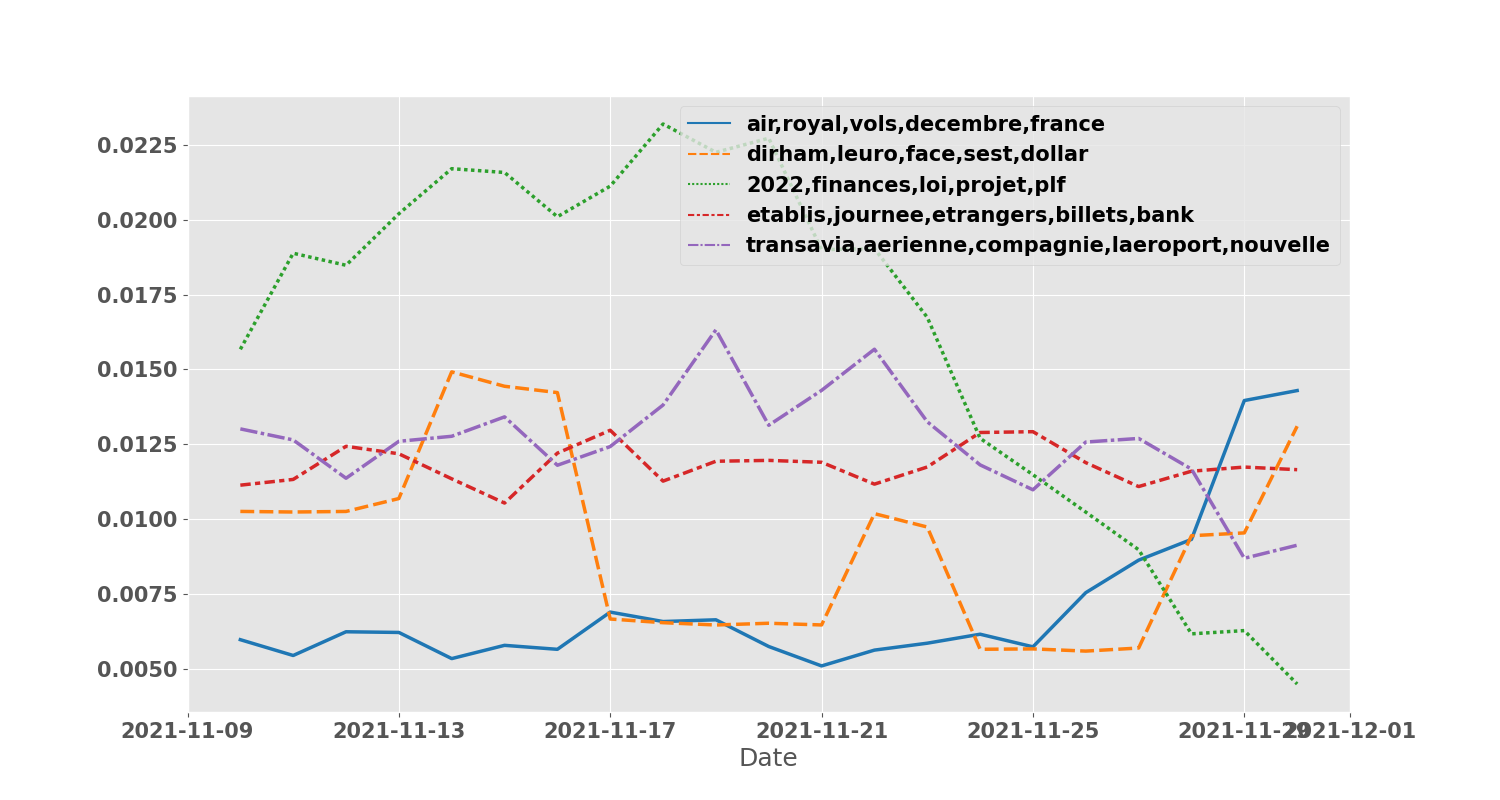 air,royal,vols,decembre,france
dirham,leuro,face,sest,dollar
2022,finances,loi,projet,plf
etablis,journee,etrangers,billets,bank
transavia,aerienne,compagnie,laeroport,nouvelle
0.0225
0.0200
0.0175
0.0150
0.0125
0.0100
0.0075
0.0050
2021-11-09 2021-11-13 2021-11-17 2021-11-21 2021-11-25 2021-11-29 2021-12-01
Date